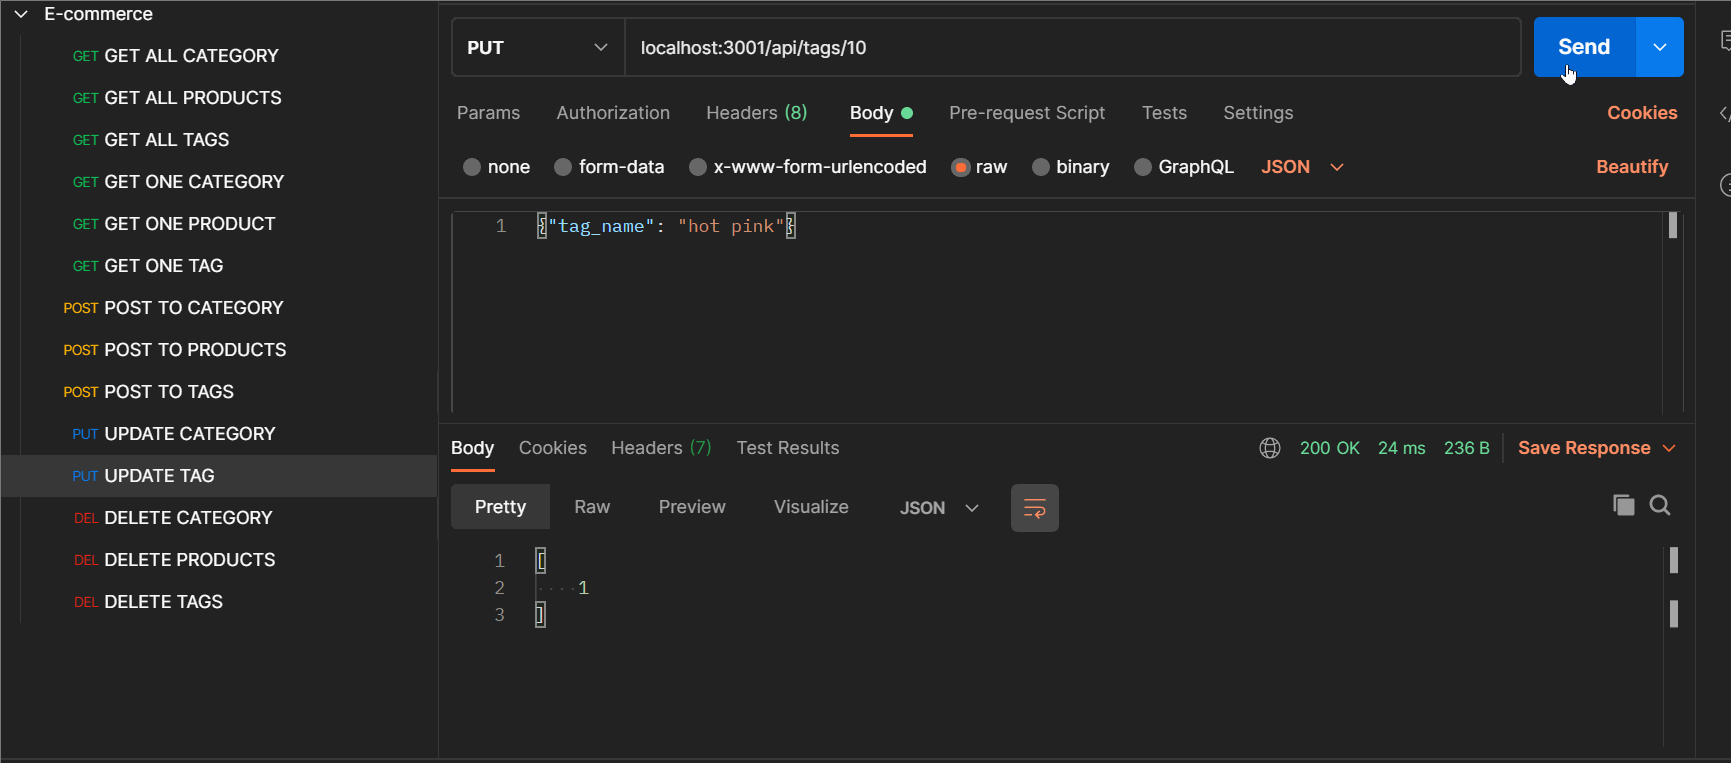 E-commerce
GET GET ALL CATEGORY
GET GET ALL PRODUCTS
GET GET ALL TAGS
GET GET ONE CATEGORY
GET GET ONE PRODUCT
GET GET ONE TAG
POST POST TO CATEGORY
POST POST TO PRODUCTS
POST POST TO TAGS
PUT UPDATE CATEGORY
PUT UPDATE TAG
DEL DELETE CATEGORY
DEL DELETE PRODUCTS
DEL DELETE TAGS
PUT localhost:3001/api/tags/10 Send
Params Authorization Headers (8) Body Pre-request Script Tests Settings Cookies
none form-data x-www-form-urlencoded raw binary GraphQL JSON Beautify
1 {"tag_name": "hot pink"}
Body Cookies Headers (7) Test Results 200 OK 24 ms 236 B Save Response
Pretty Raw Preview Visualize JSON
1 [
2 ····1
3 ]